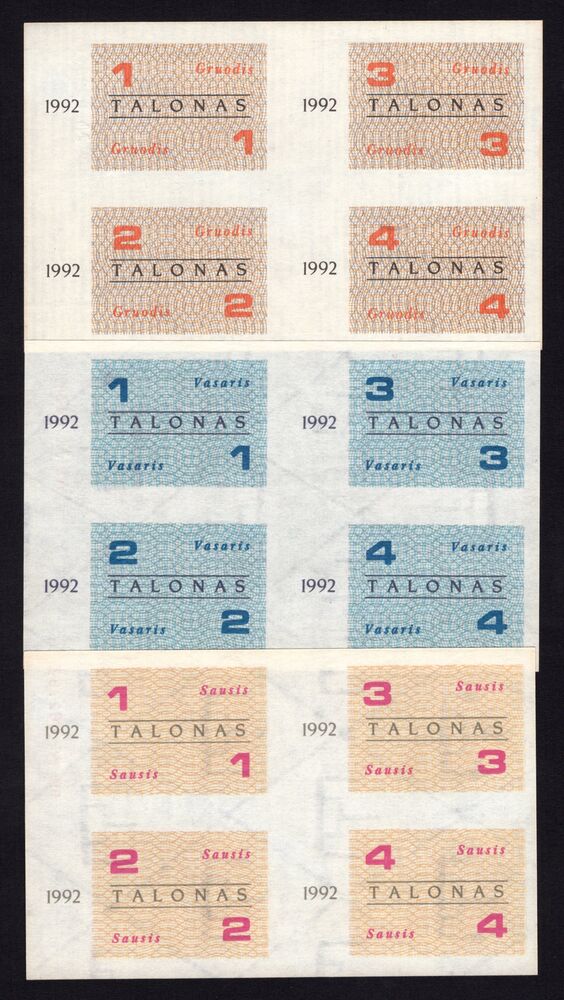 1 Gruodis
1992 TALONAS
Gruodis 1
3 Gruodis
1992 TALONAS
Gruodis 3
2 Gruodis
1992 TALONAS
Gruodis 2
4 Gruodis
1992 TALONAS
Gruodis 4
1 Vasaris
1992 TALONAS
Vasaris 1
3 Vasaris
1992 TALONAS
Vasaris 3
2 Vasaris
1992 TALONAS
Vasaris 2
4 Vasaris
1992 TALONAS
Vasaris 4
1 Sausis
1992 TALONAS
Sausis 1
3 Sausis
1992 TALONAS
Sausis 3
2 Sausis
1992 TALONAS
Sausis 2
4 Sausis
1992 TALONAS
Sausis 4